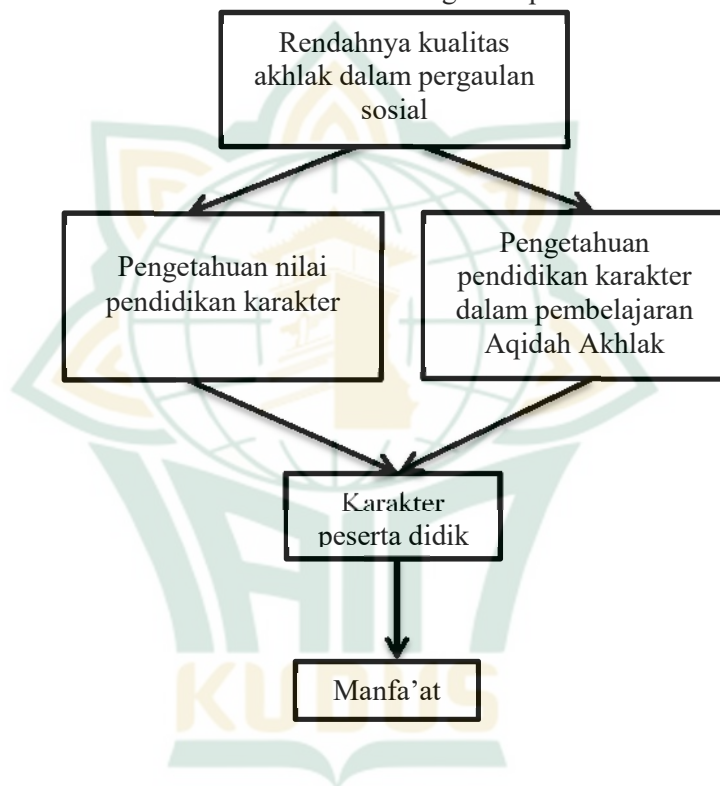 Rendahnya kualitas
akhlak dalam pergaulan
sosial
Pengetahuan nilai
pendidikan karakter
Pengetahuan
pendidikan karakter
dalam pembelajaran
Aqidah Akhlak
Karakter
peserta didik
Manfa’at
KUDUS